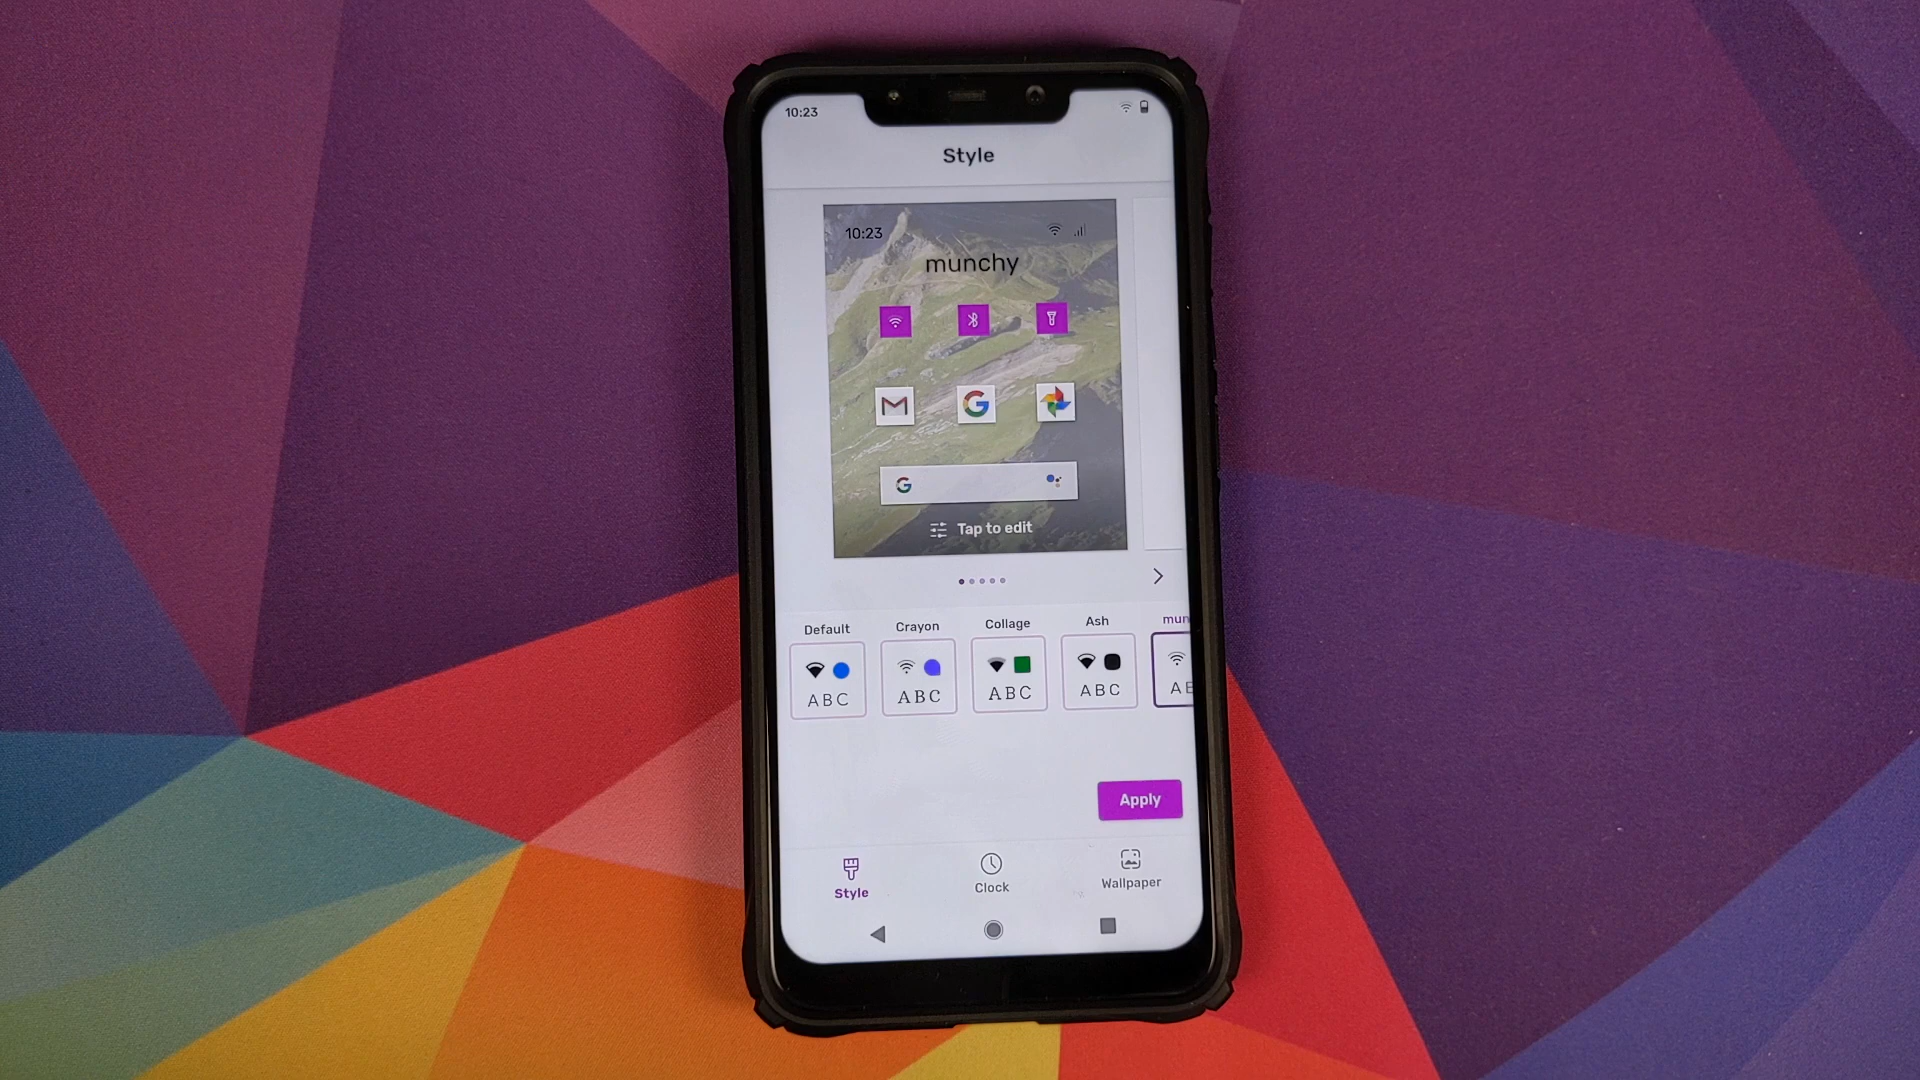 10:23
Style
10:23
munchy
G
G
Tap to edit
Default Crayon Collage Ash mun
ABC ABC ABC ABC A
Apply
Style Clock Wallpaper